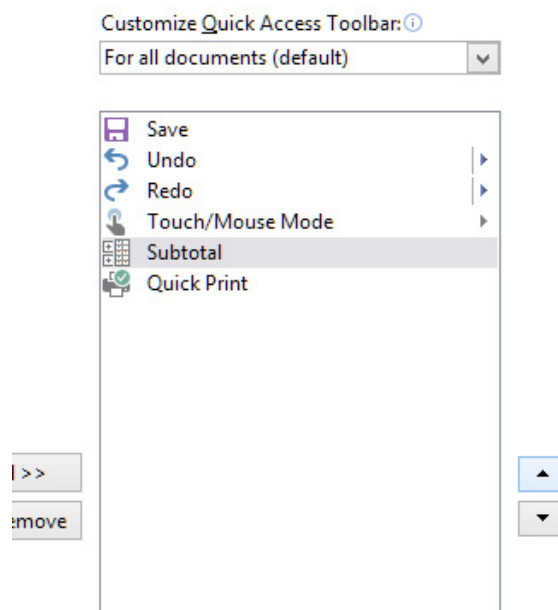 Customize Quick Access Toolbar:
For all documents (default)
Save
Undo
Redo
Touch/Mouse Mode
Subtotal
Quick Print
>>
emove